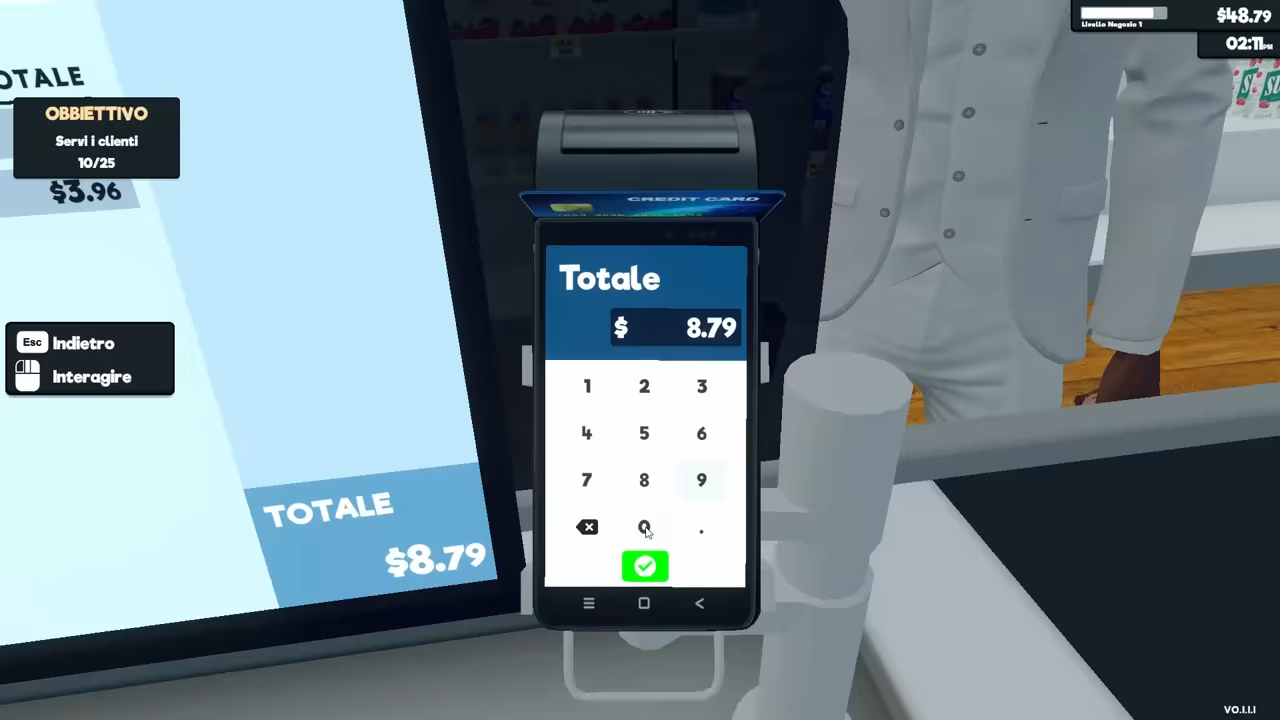 OTALE
OBBIETTIVO
Servi i clienti
10/25
$3.96
Esc Indietro
Interagire
TOTALE
$8.79
CREDIT CARD
Totale
$ 8.79
1 2 3
4 5 6
7 8 9
0 .
Livello Negozio 1
$48.79
02:11PM
V0.1.1.1